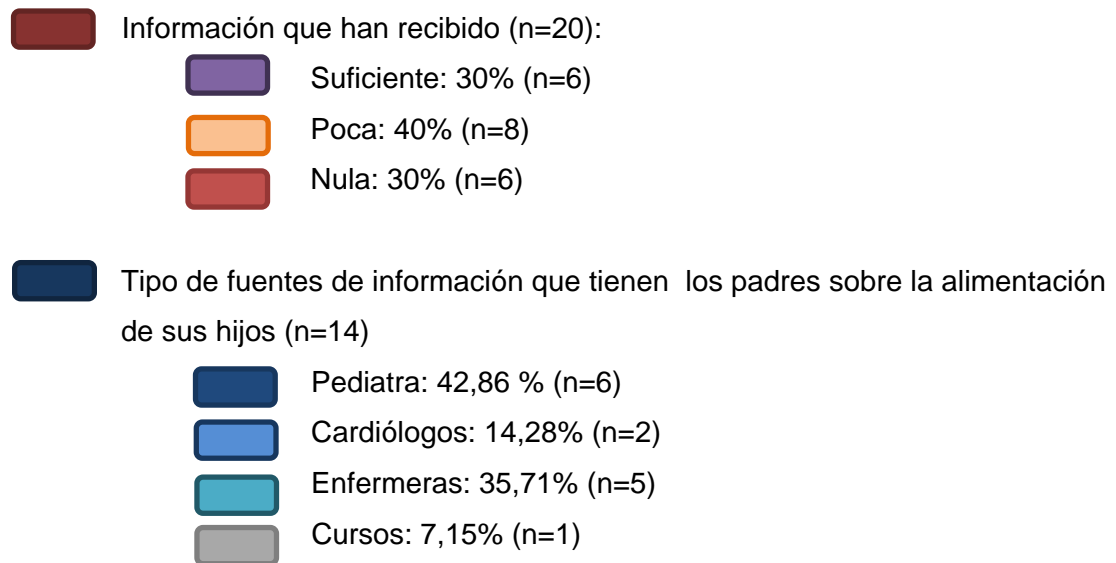 Información que han recibido (n=20):
Suficiente: 30% (n=6)
Poca: 40% (n=8)
Nula: 30% (n=6)
Tipo de fuentes de información que tienen  los padres sobre la alimentación
de sus hijos (n=14)
Pediatra: 42,86 % (n=6)
Cardiólogos: 14,28% (n=2)
Enfermeras: 35,71% (n=5)
Cursos: 7,15% (n=1)